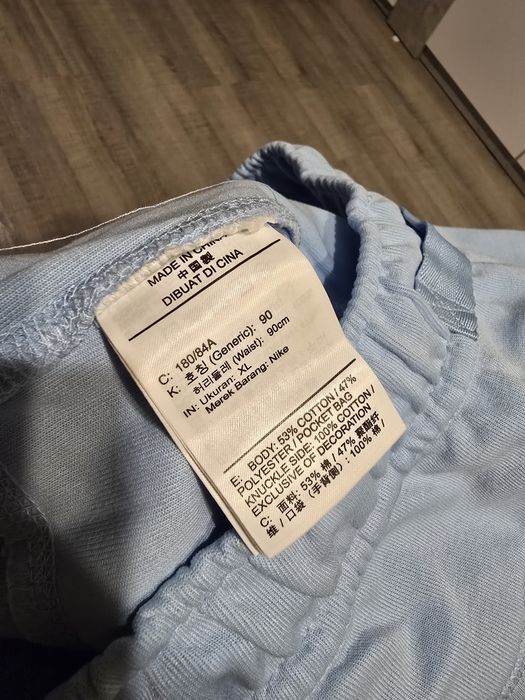 MADE IN CHINA
中国製
DIBUAT DI CINA
C: 180/84A
K: 호칭 (Generic): 90
허리둘레 (Waist): 90cm
IN: Ukuran: XL
Merek Barang: Nike
E: BODY: 53% COTTON / 47%
POLYESTER / POCKET BAG
KNUCKLE SIDE: 100% COTTON /
EXCLUSIVE OF DECORATION
C: 面料: 53% 棉 / 47% 聚酯纤
维 / 口袋 (手背侧) : 100% 棉 /